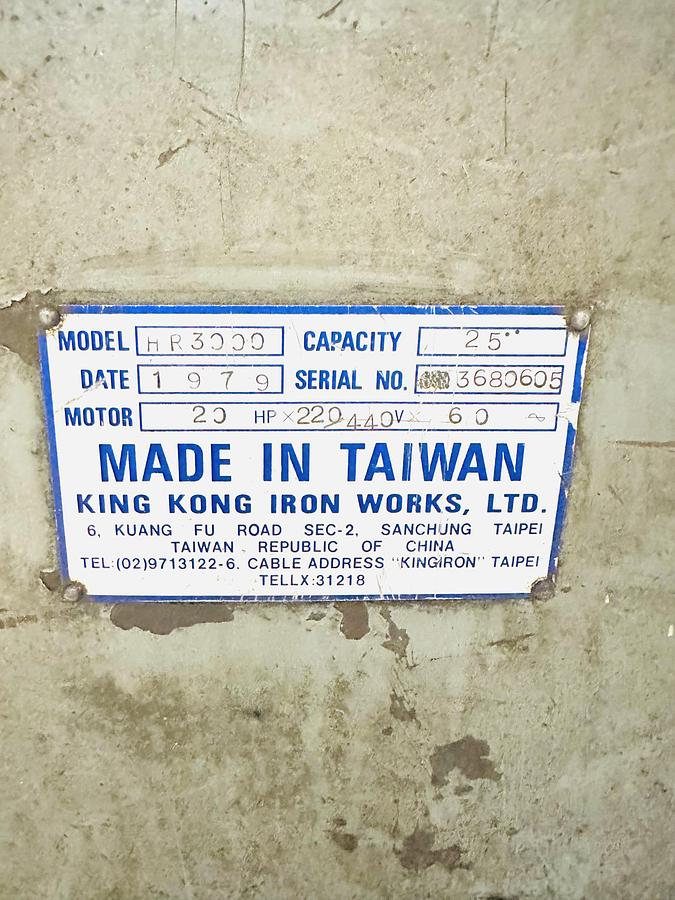 MODEL HR3000 CAPACITY 25"
DATE 1979 SERIAL NO. 3680605
MOTOR 20 HP × 220/440V × 60 ~
MADE IN TAIWAN
KING KONG IRON WORKS, LTD.
6, KUANG FU ROAD SEC-2, SANCHUNG TAIPEI
TAIWAN REPUBLIC OF CHINA
TEL:(02)9713122-6. CABLE ADDRESS "KINGIRON" TAIPEI
TELLX:31218